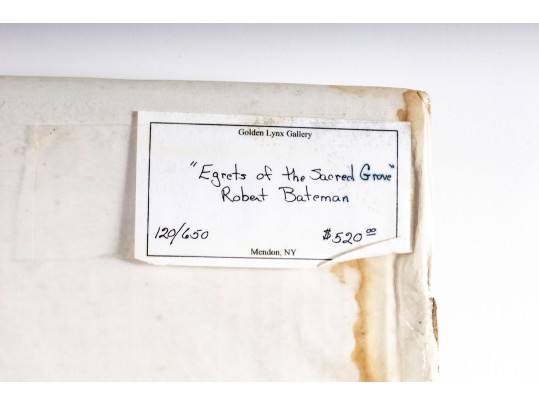 Golden Lynx Gallery
"Egrets of the Sacred Grove"
Robert Bateman
120/650 $520.00
Mendon, NY